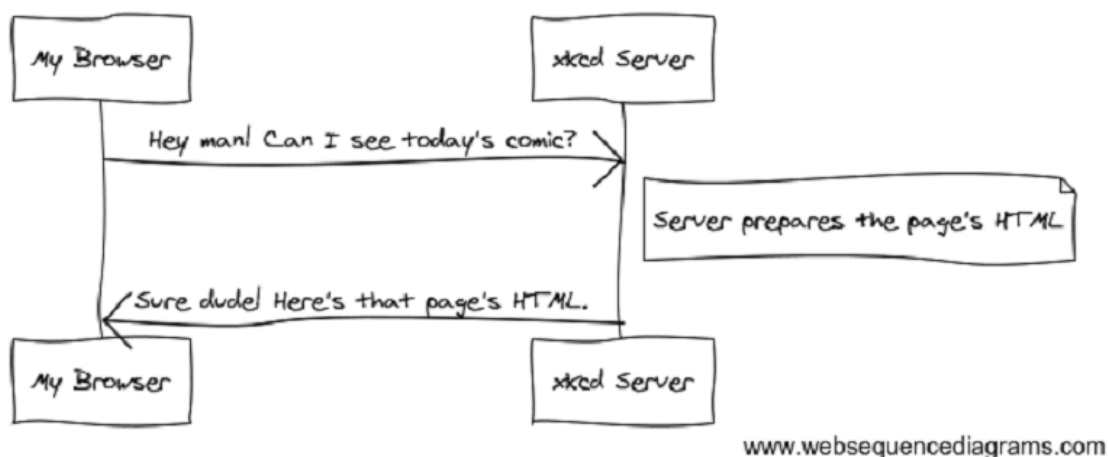 My Browser
xkcd Server
Hey man! Can I see today's comic?
Server prepares the page's HTML
Sure dude! Here's that page's HTML.
My Browser
xkcd Server
www.websequencediagrams.com